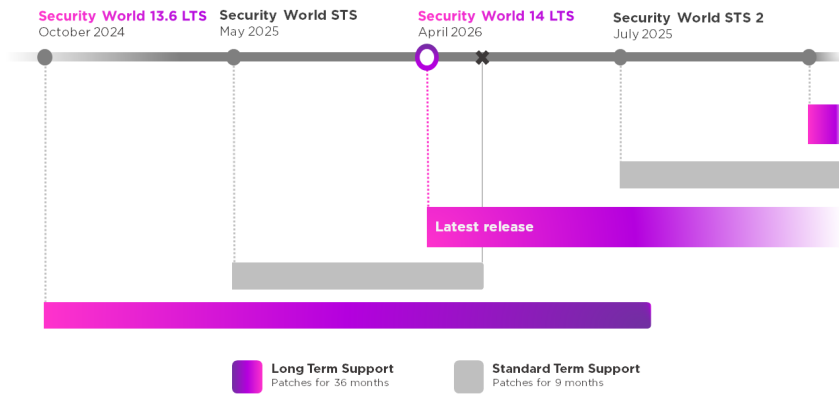 Security World 13.6 LTS
October 2024
Security World STS
May 2025
Security World 14 LTS
April 2026
Security World STS 2
July 2025
Latest release
Long Term Support
Patches for 36 months
Standard Term Support
Patches for 9 months